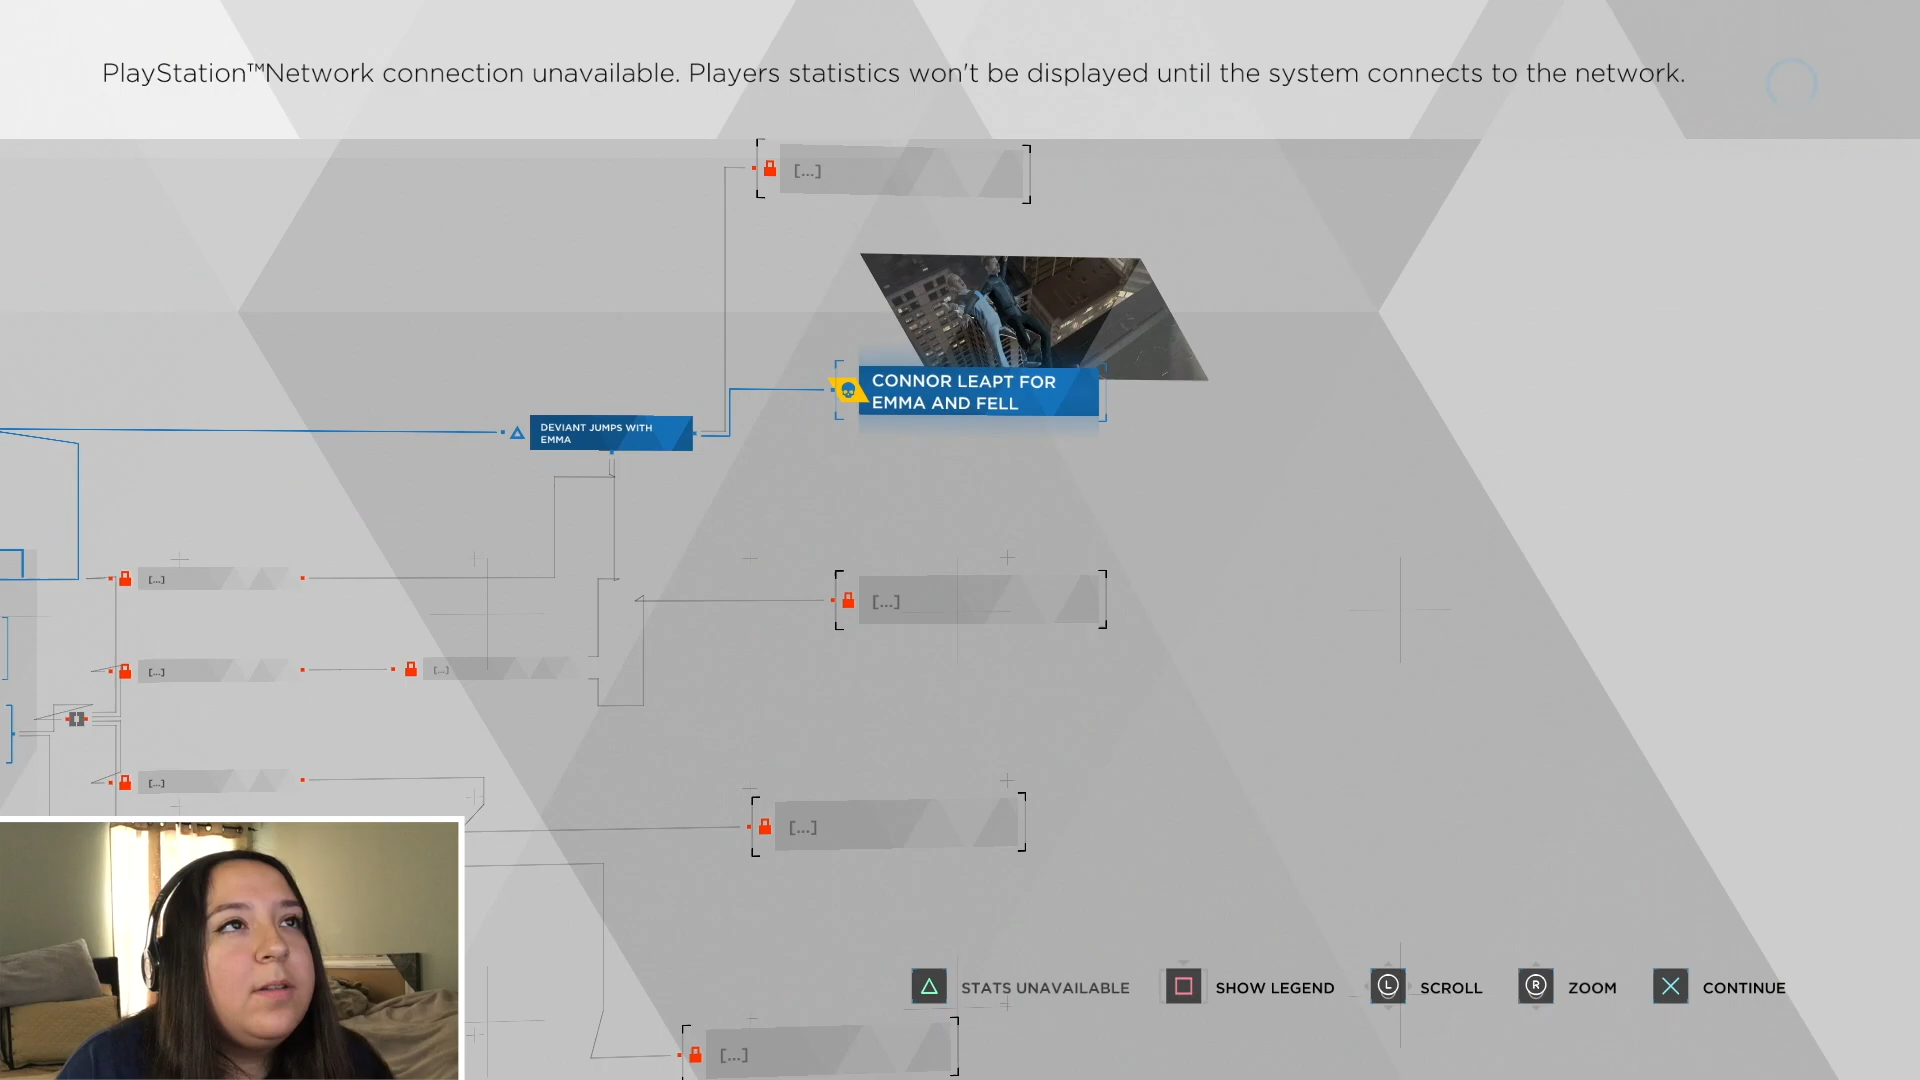 PlayStation™Network connection unavailable. Players statistics won't be displayed until the system connects to the network.
[...]
CONNOR LEAPT FOR
EMMA AND FELL
DEVIANT JUMPS WITH
EMMA
[...]
[...]
[...]
[...]
[...]
[...]
STATS UNAVAILABLE
SHOW LEGEND
L
SCROLL
R
ZOOM
CONTINUE
[...]